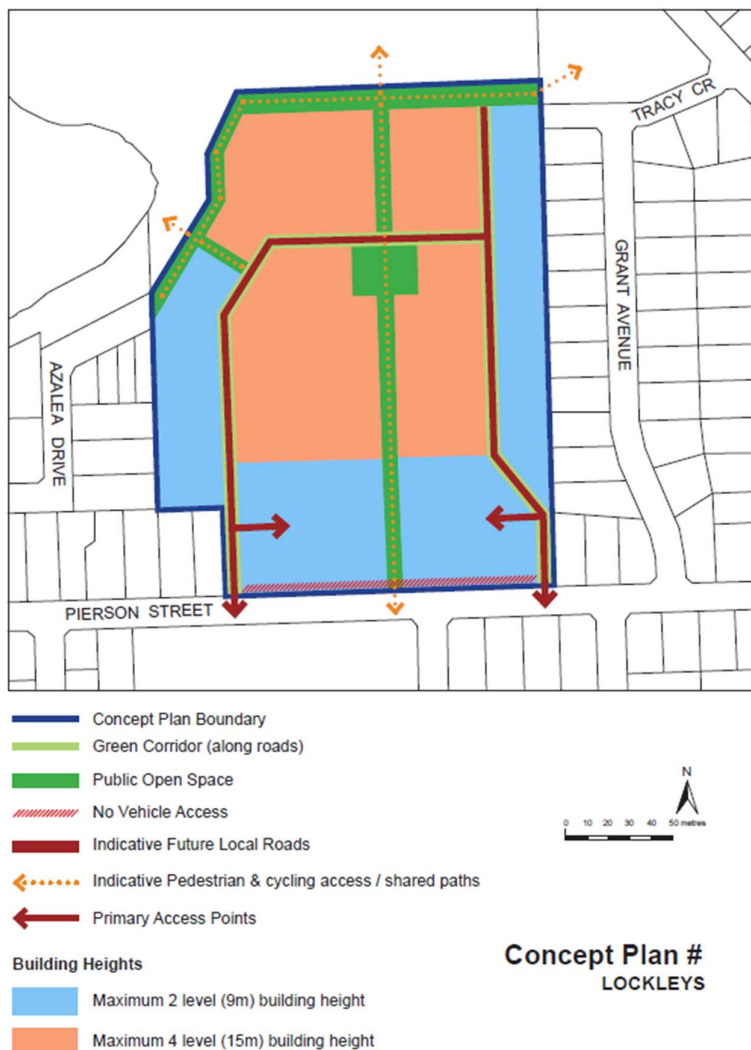 TRACY CR
GRANT AVENUE
AZALEA DRIVE
PIERSON STREET
Concept Plan Boundary
Green Corridor (along roads)
Public Open Space
No Vehicle Access
Indicative Future Local Roads
Indicative Pedestrian & cycling access / shared paths
Primary Access Points
N
0 10 20 30 40 50 metres
Building Heights
Maximum 2 level (9m) building height
Maximum 4 level (15m) building height
Concept Plan #
LOCKLEYS